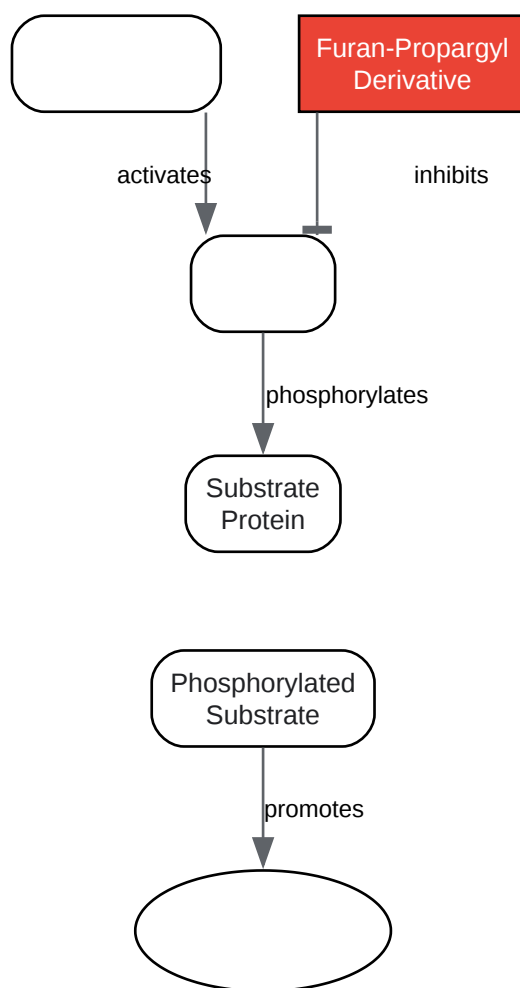 Furan-Propargyl
Derivative
activates
inhibits
phosphorylates
Substrate
Protein
Phosphorylated
Substrate
promotes